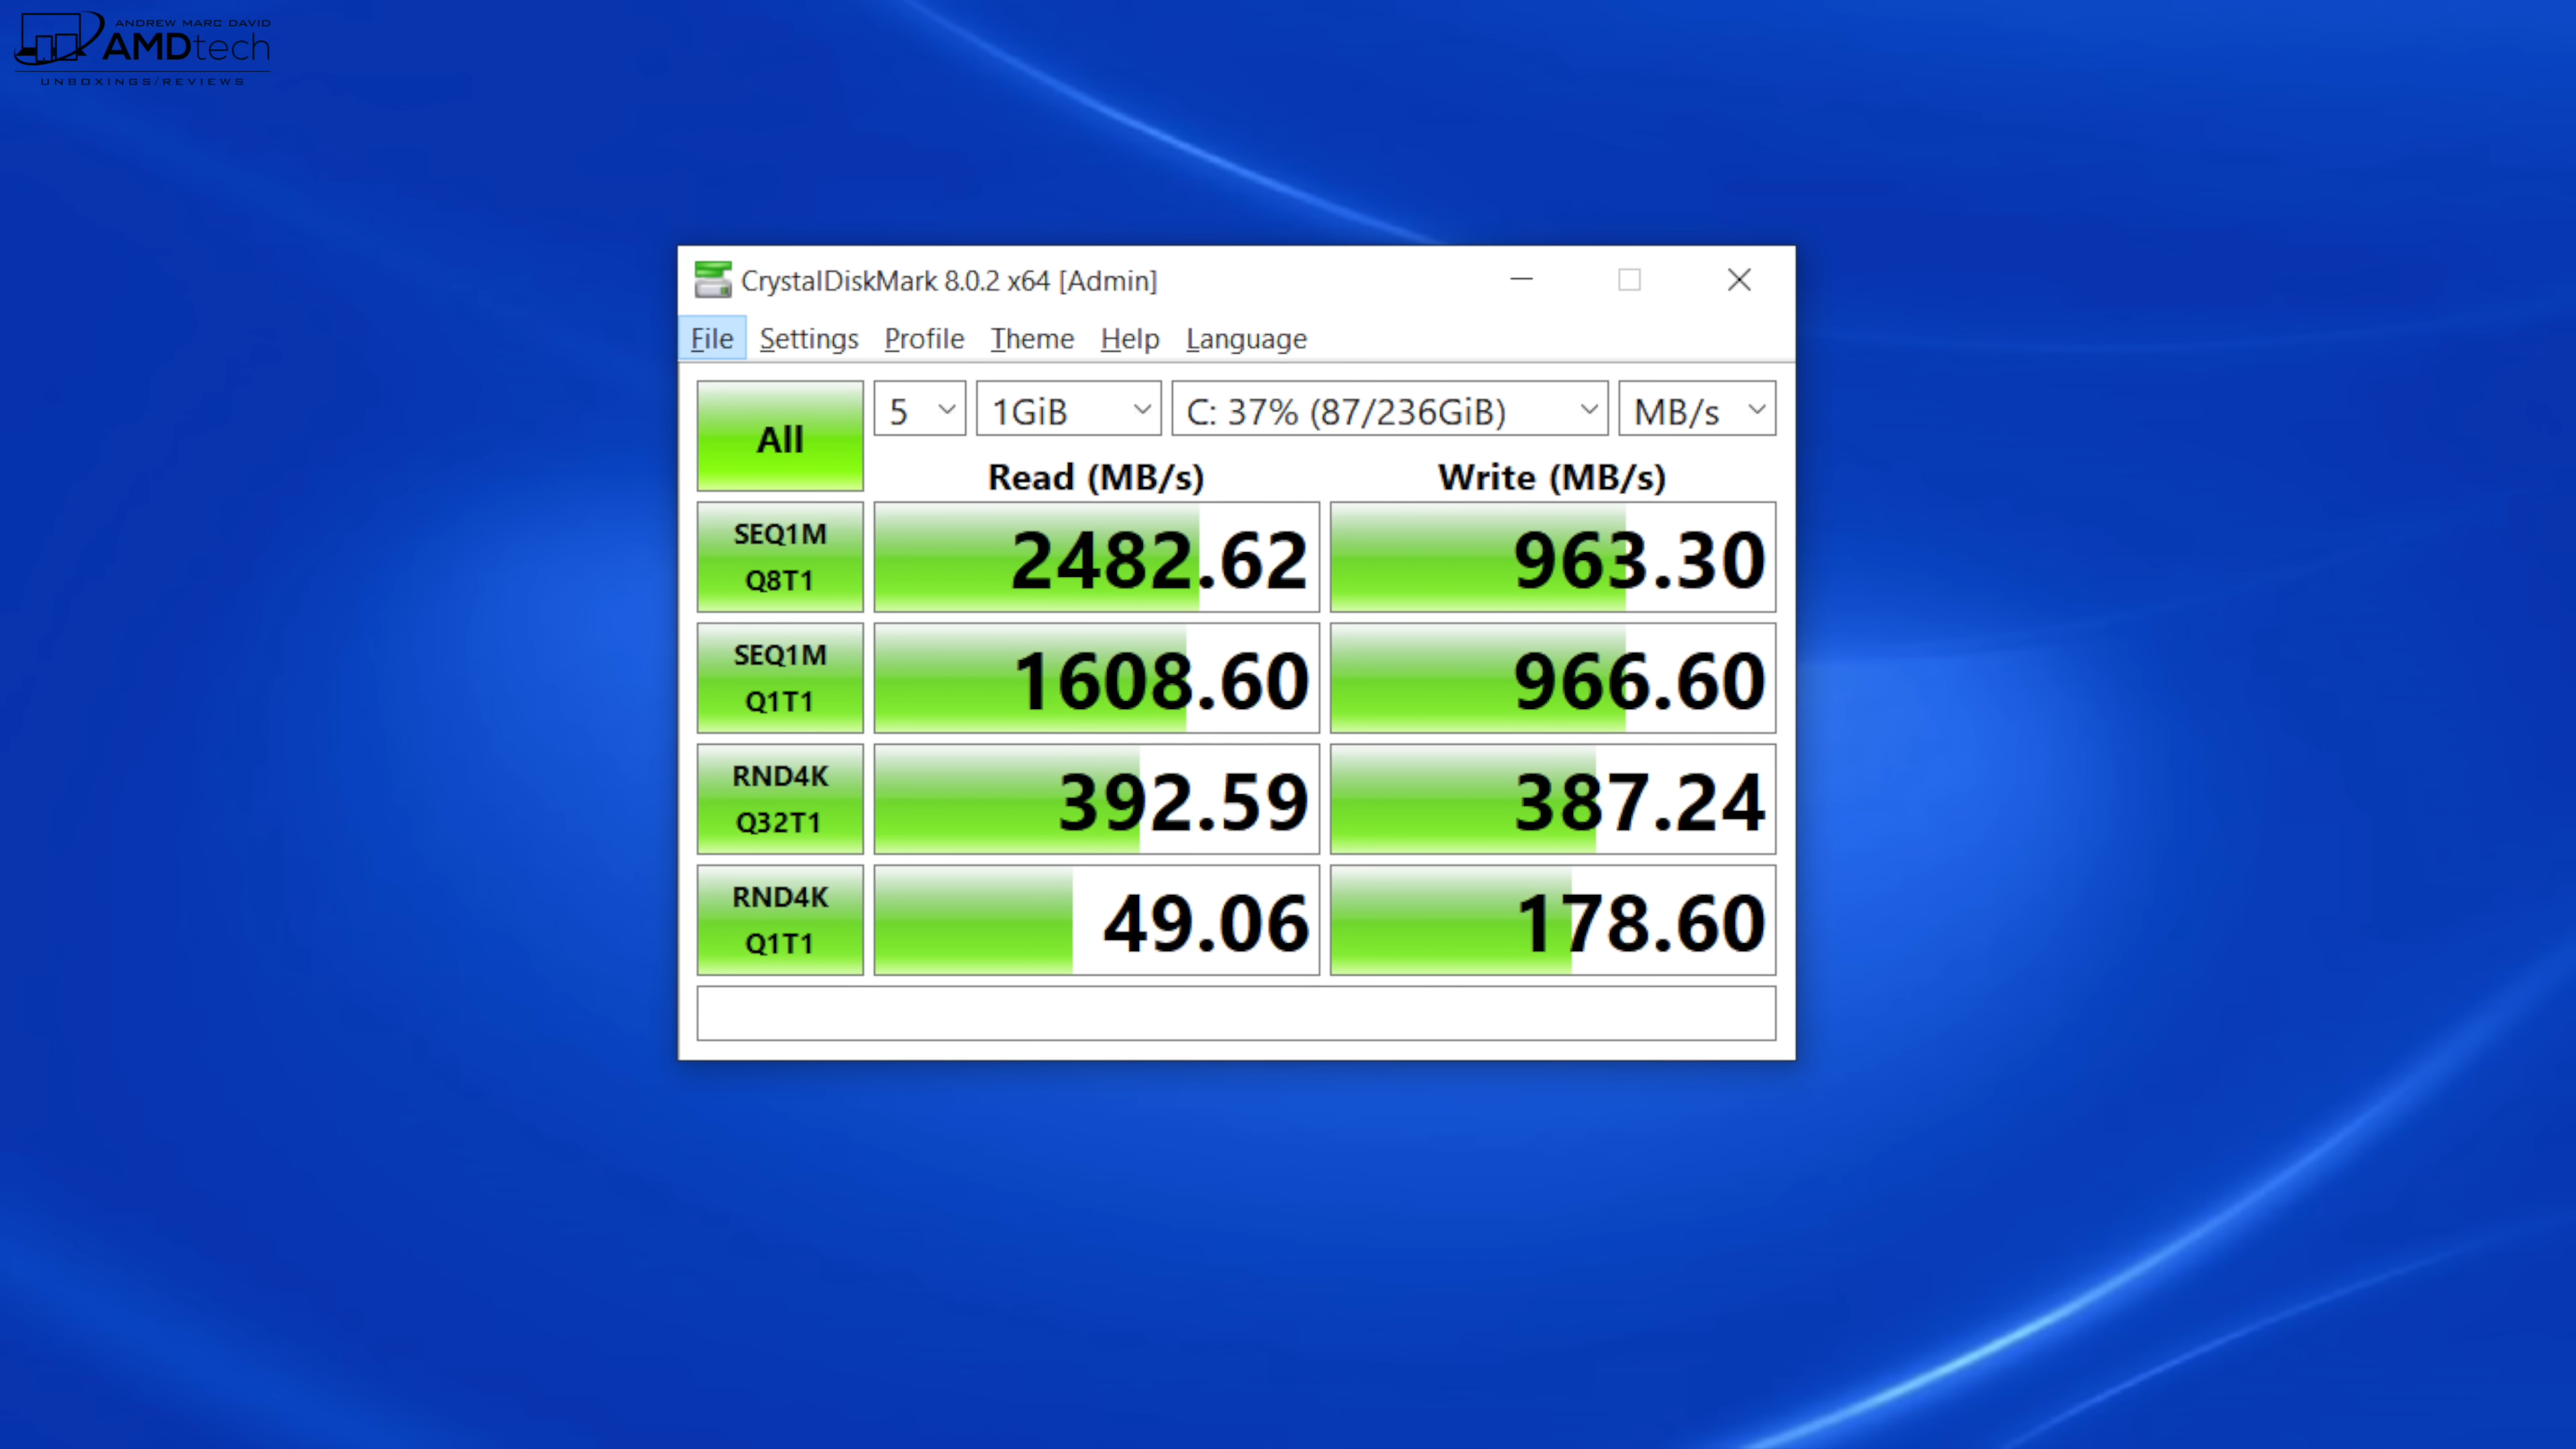 ANDREW MARC DAVID
AMDtech
UNBOXINGS/REVIEWS
CrystalDiskMark 8.0.2 x64 [Admin]
File Settings Profile Theme Help Language
All 5 1GiB C: 37% (87/236GiB) MB/s
Read (MB/s) Write (MB/s)
SEQ1M
Q8T1
2482.62 963.30
SEQ1M
Q1T1
1608.60 966.60
RND4K
Q32T1
392.59 387.24
RND4K
Q1T1
49.06 178.60